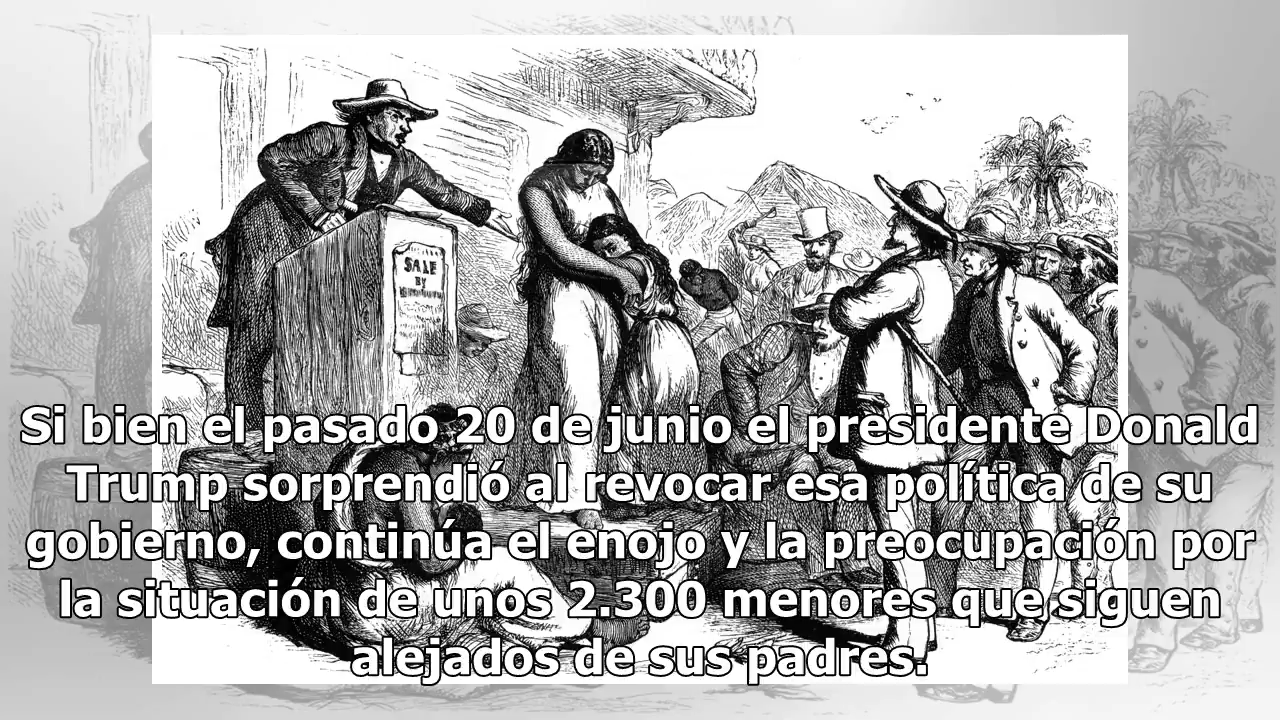 SALE
BY
Si bien el pasado 20 de junio el presidente Donald
Trump sorprendió al revocar esa política de su
gobierno, continúa el enojo y la preocupación por
la situación de unos 2.300 menores que siguen
alejados de sus padres.